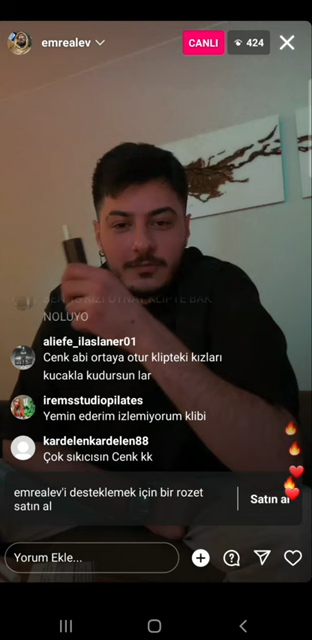 emrealev
CANLI
424
NOLUYO
aliefe_ilaslaner01
Cenk abi ortaya otur klipteki kızları
kucakla kudursun lar
iremsstudiopilates
Yemin ederim izlemiyorum klibi
kardelenkardelen88
Çok sıkıcısın Cenk kk
emrealev'i desteklemek için bir rozet
satın al
Satın al
Yorum Ekle...